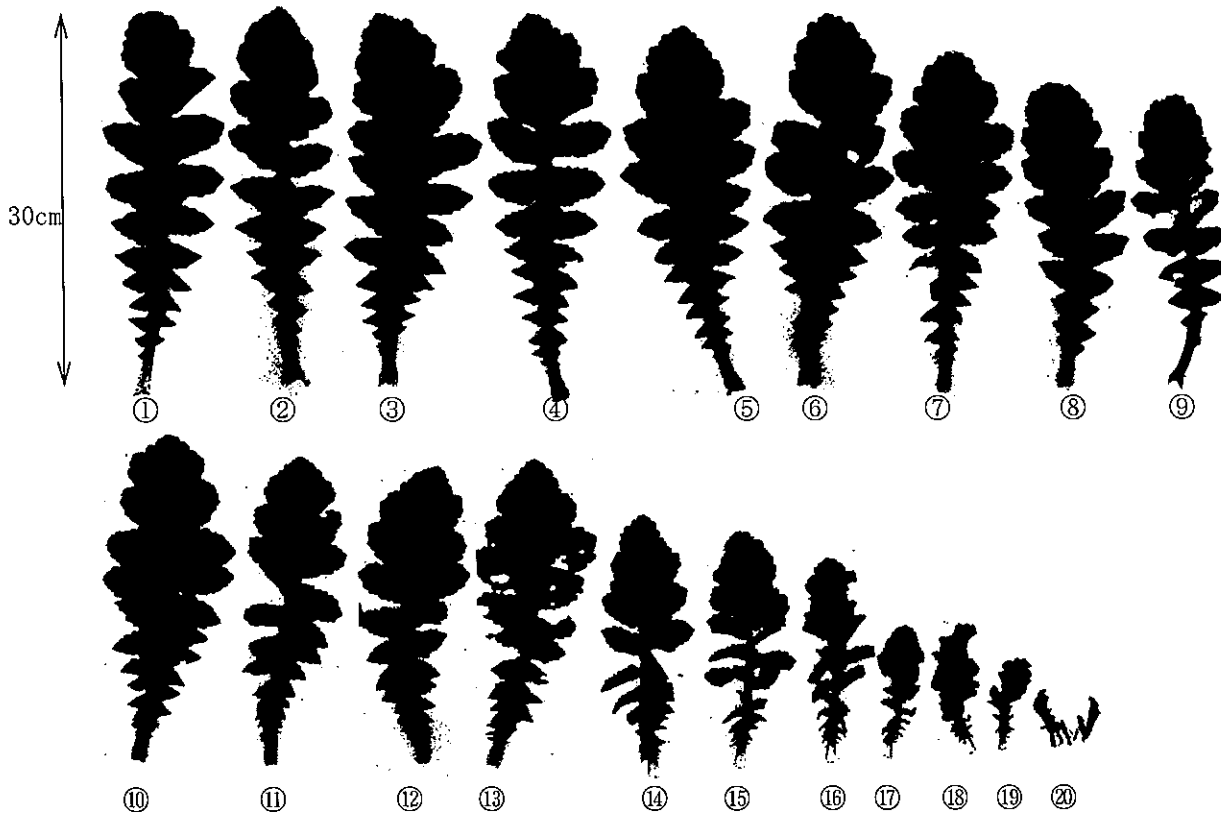 30cm
① ② ③ ④ ⑤ ⑥ ⑦ ⑧ ⑨
⑩ ⑪ ⑫ ⑬ ⑭ ⑮ ⑯ ⑰ ⑱ ⑲ ⑳